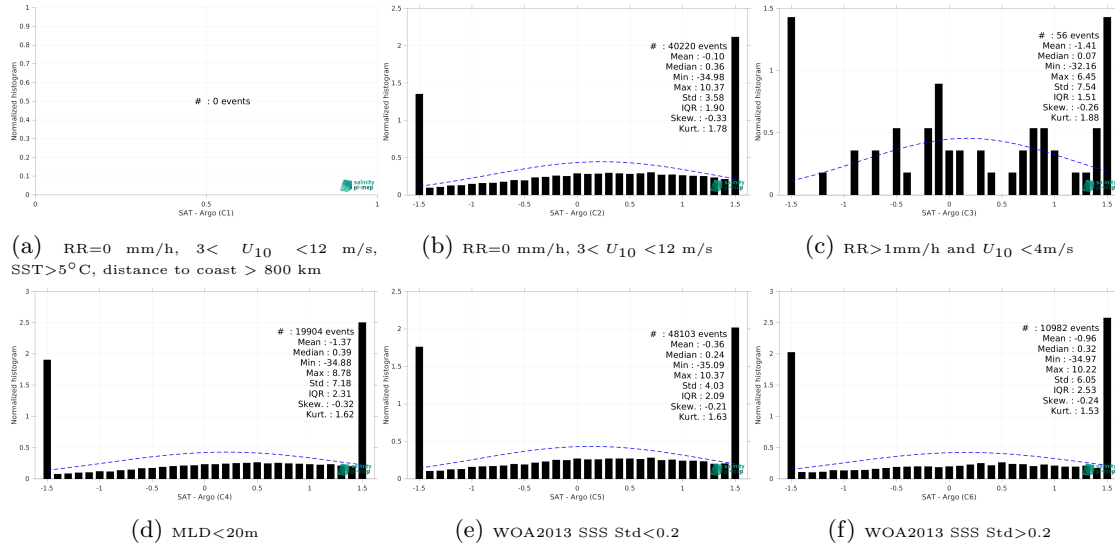 1
0.9
0.8
0.7
0.6
0.5
0.4
0.3
0.2
0.1
0
Normalized histogram
# : 0 events
salinity
pi-mep
0
0.5
1
SAT - Argo (C1)
(a) RR=0 mm/h, 3< U10 <12 m/s,
SST>5°C, distance to coast > 800 km
2.5
2
1.5
1
0.5
0
Normalized histogram
# : 40220 events
Mean : -0.10
Median : 0.36
Min : -34.98
Max : 10.37
Std : 3.58
IQR : 1.90
Skew. : -0.33
Kurt. : 1.78
salinity
pi-mep
-1.5
-1
-0.5
0
0.5
1
1.5
SAT - Argo (C2)
(b) RR=0 mm/h, 3< U10 <12 m/s
1.5
1
0.5
0
Normalized histogram
# : 56 events
Mean : -1.41
Median : 0.07
Min : -32.16
Max : 6.45
Std : 7.54
IQR : 1.51
Skew. : -0.26
Kurt. : 1.88
salinity
pi-mep
-1.5
-1
-0.5
0
0.5
1
1.5
SAT - Argo (C3)
(c) RR>1mm/h and U10 <4m/s
3
2.5
2
1.5
1
0.5
0
Normalized histogram
# : 19904 events
Mean : -1.37
Median : 0.39
Min : -34.88
Max : 8.78
Std : 7.18
IQR : 2.31
Skew. : -0.32
Kurt. : 1.62
salinity
pi-mep
-1.5
-1
-0.5
0
0.5
1
1.5
SAT - Argo (C4)
(d) MLD<20m
2.5
2
1.5
1
0.5
0
Normalized histogram
# : 48103 events
Mean : -0.36
Median : 0.24
Min : -35.09
Max : 10.37
Std : 4.03
IQR : 2.09
Skew. : -0.21
Kurt. : 1.63
salinity
pi-mep
-1.5
-1
-0.5
0
0.5
1
1.5
SAT - Argo (C5)
(e) WOA2013 SSS Std<0.2
3
2.5
2
1.5
1
0.5
0
Normalized histogram
# : 10982 events
Mean : -0.96
Median : 0.32
Min : -34.97
Max : 10.22
Std : 6.05
IQR : 2.53
Skew. : -0.24
Kurt. : 1.53
salinity
pi-mep
-1.5
-1
-0.5
0
0.5
1
1.5
SAT - Argo (C6)
(f) WOA2013 SSS Std>0.2